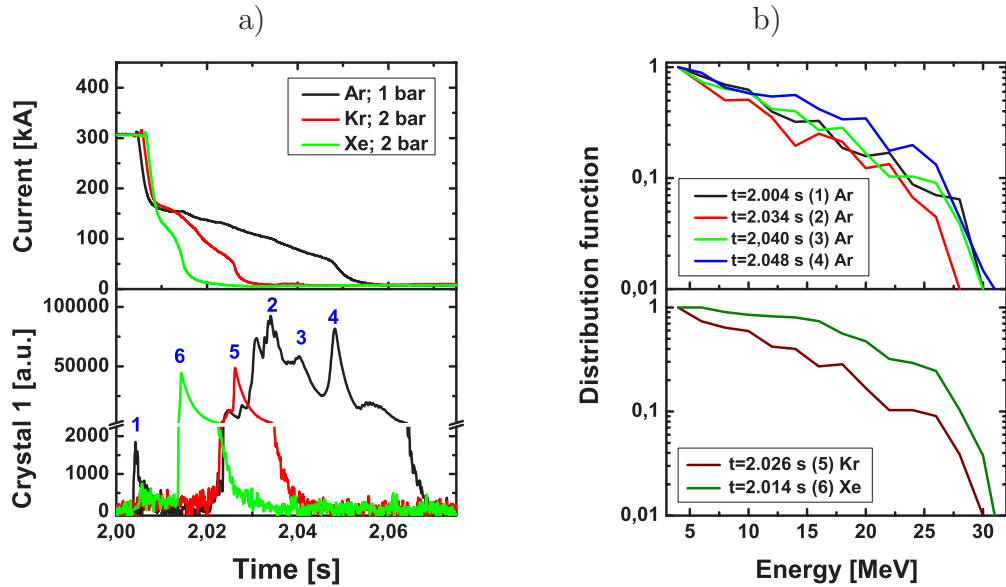 a)
b)
Current [kA]
400
300
200
100
0
Ar; 1 bar
Kr; 2 bar
Xe; 2 bar
Crystal 1 [a.u.]
100000
75000
50000
2000
1000
0
1
2
3
4
5
6
2,00
2,02
2,04
2,06
Time [s]
Distribution function
1
0,1
0,01
t=2.004 s (1) Ar
t=2.034 s (2) Ar
t=2,040 s (3) Ar
t=2.048 s (4) Ar
1
0,1
0,01
t=2.026 s (5) Kr
t=2.014 s (6) Xe
5
10
15
20
25
30
Energy [MeV]